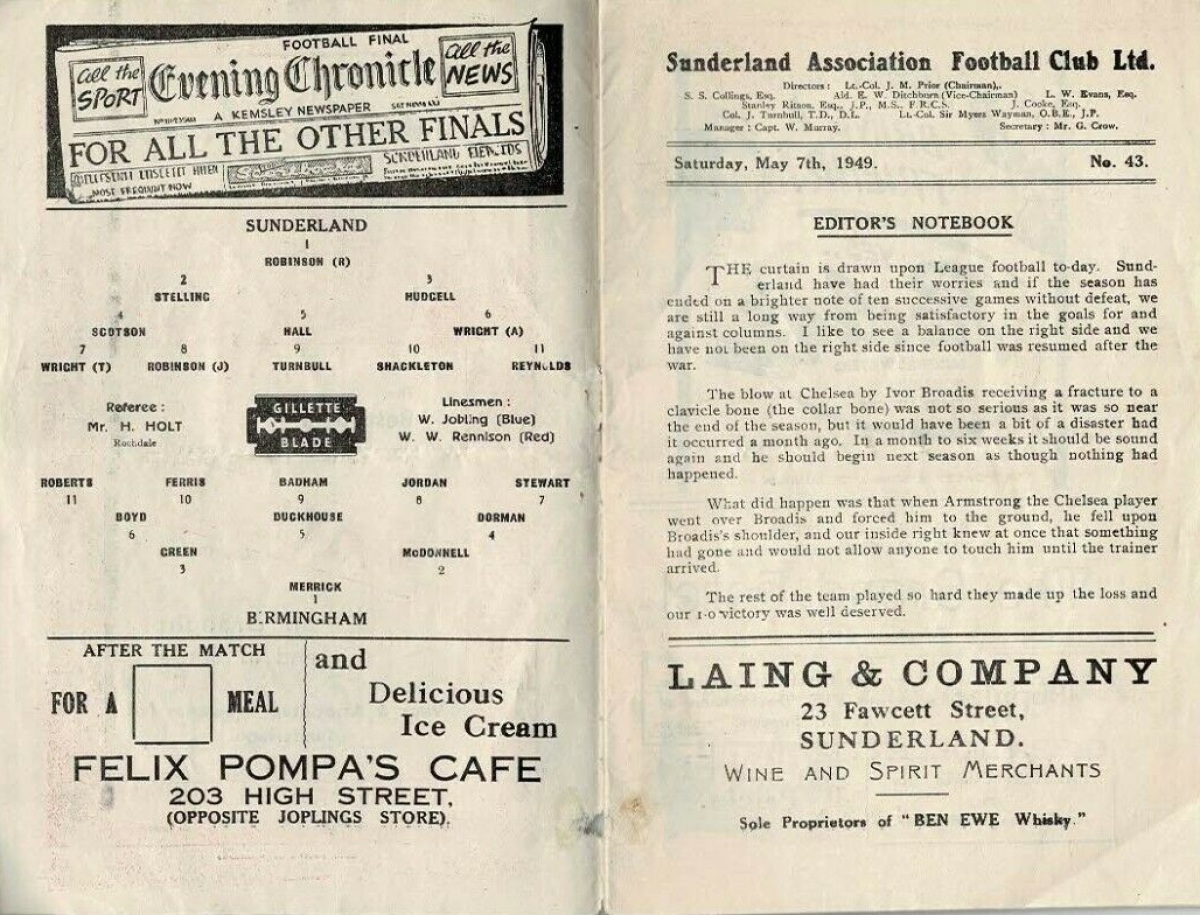 FOOTBALL FINAL
all the SPORT
Evening Chronicle
all the NEWS
A KEMSLEY NEWSPAPER
FOR ALL THE OTHER FINALS
SUNDERLAND
1
ROBINSON (R)
2 3
STELLING HUDGELL
4 5 6
SCOTSON HALL WRIGHT (A)
7 8 9 10 11
WRIGHT (T) ROBINSON (J) TURNBULL SHACKLETON REYNOLDS
Referee :
Mr. H. HOLT
Rochdale
GILLETTE
BLADE
Linesmen :
W. Jobling (Blue)
W. W. Rennison (Red)
ROBERTS FERRIS BADHAM JORDAN STEWART
11 10 9 8 7
BOYD DUCKHOUSE DORMAN
6 5 4
GREEN McDONNELL
3 2
MERRICK
1
BIRMINGHAM
AFTER THE MATCH
FOR A MEAL
and
Delicious
Ice Cream
FELIX POMPA'S CAFE
203 HIGH STREET,
(OPPOSITE JOPLINGS STORE).
Sunderland Association Football Club Ltd.
Directors : Lt.-Col. J. M. Prior (Chairman),.
S. S. Collings, Esq. Ald. E. W. Ditchburn (Vice-Chairman) L. W. Evans, Esq.
Stanley Ritson, Esq., J.P., M.S., F.R.C.S. J. Cooke, Esq.
Col. J. Turnbull, T.D., D.L. Lt.-Col. Sir Myers Wayman, O.B.E., J.P.
Manager : Capt. W. Murray. Secretary : Mr. G. Crow.
Saturday, May 7th, 1949. No. 43.
EDITOR'S NOTEBOOK
THE curtain is drawn upon League football to-day. Sund-
erland have had their worries and if the season has
ended on a brighter note of ten successive games without defeat, we
are still a long way from being satisfactory in the goals for and
against columns. I like to see a balance on the right side and we
have not been on the right side since football was resumed after the
war.
The blow at Chelsea by Ivor Broadis receiving a fracture to a
clavicle bone (the collar bone) was not so serious as it was so near
the end of the season, but it would have been a bit of a disaster had
it occurred a month ago. In a month to six weeks it should be sound
again and he should begin next season as though nothing had
happened.
What did happen was that when Armstrong the Chelsea player
went over Broadis and forced him to the ground, he fell upon
Broadis's shoulder, and our inside right knew at once that something
had gone and would not allow anyone to touch him until the trainer
arrived.
The rest of the team played so hard they made up the loss and
our 1-0 victory was well deserved.
LAING & COMPANY
23 Fawcett Street,
SUNDERLAND.
WINE AND SPIRIT MERCHANTS
Sole Proprietors of "BEN EWE Whisky."